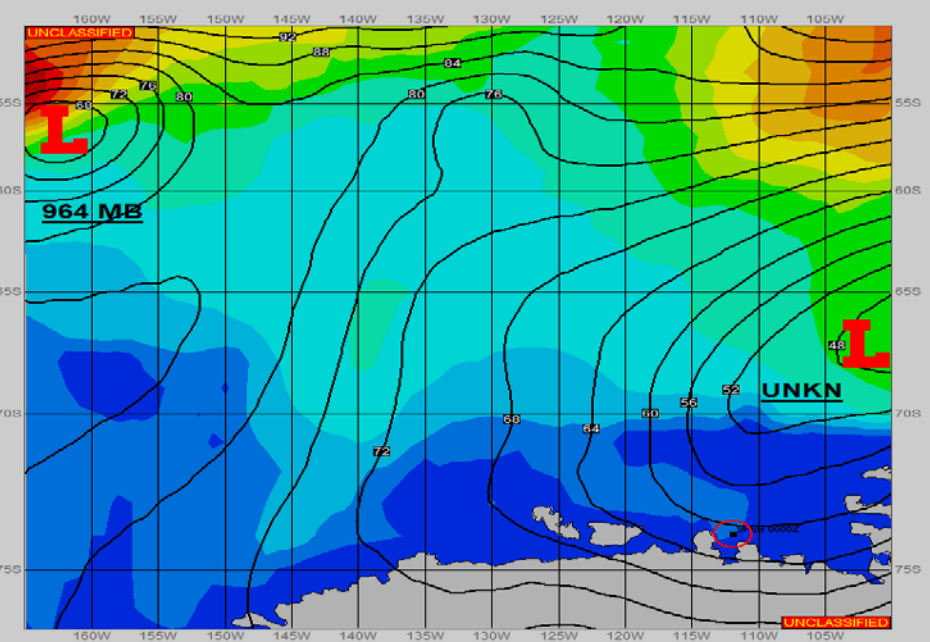 160W 155W 150W 145W 140W 135W 130W 125W 120W 115W 110W 105W
UNCLASSIFIED
92
88
84
76
72
80
80
76
68
55S 55S
964 MB
60S 60S
65S 65S
48
UNKN
52
56
60
68
64
70S 70S
72
0000Z
75S 75S
UNCLASSIFIED
160W 155W 150W 145W 140W 135W 130W 125W 120W 115W 110W 105W
L
L